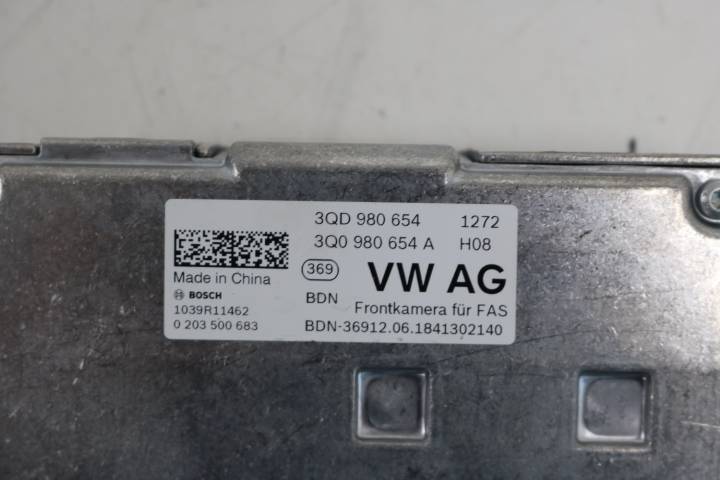 3QD 980 654 1272
3Q0 980 654 A H08
369 VW AG
Made in China
BOSCH BDN Frontkamera für FAS
1039R11462
0 203 500 683 BDN-36912.06.1841302140